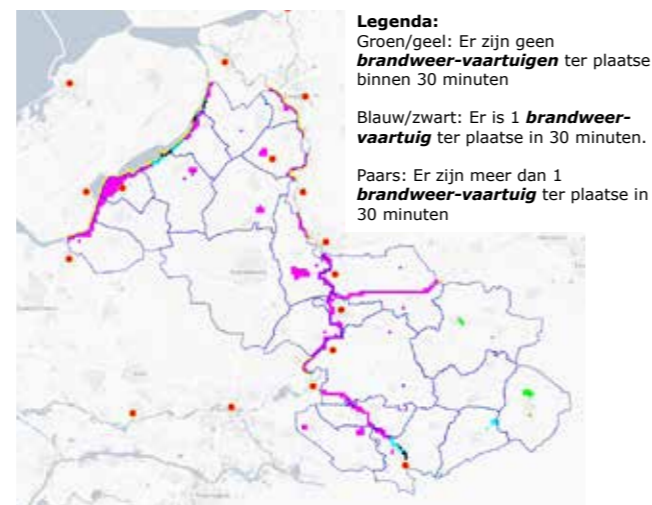 Legenda:
Groen/geel: Er zijn geen
brandweer-vaartuigen ter plaatse
binnen 30 minuten
Blauw/zwart: Er is 1 brandweer-
vaartuig ter plaatse in 30 minuten.
Paars: Er zijn meer dan 1
brandweer-vaartuig ter plaatse in
30 minuten